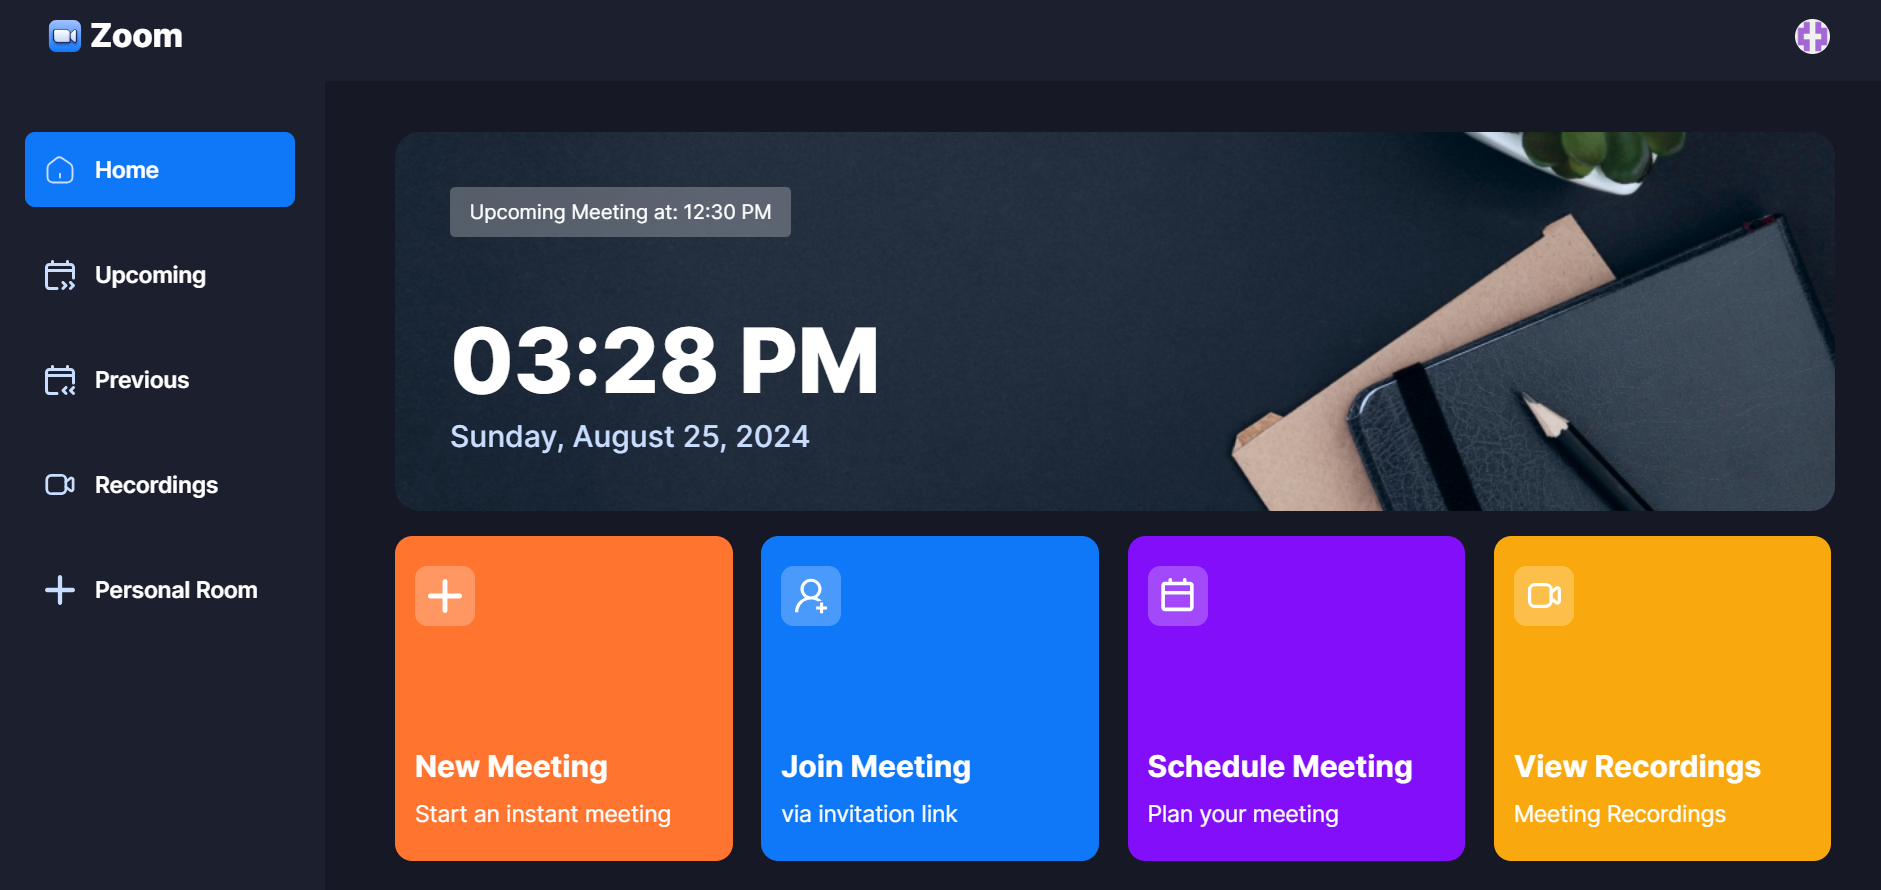 Zoom
Home
Upcoming
Previous
Recordings
Personal Room
Upcoming Meeting at: 12:30 PM
03:28 PM
Sunday, August 25, 2024
New Meeting
Start an instant meeting
Join Meeting
via invitation link
Schedule Meeting
Plan your meeting
View Recordings
Meeting Recordings